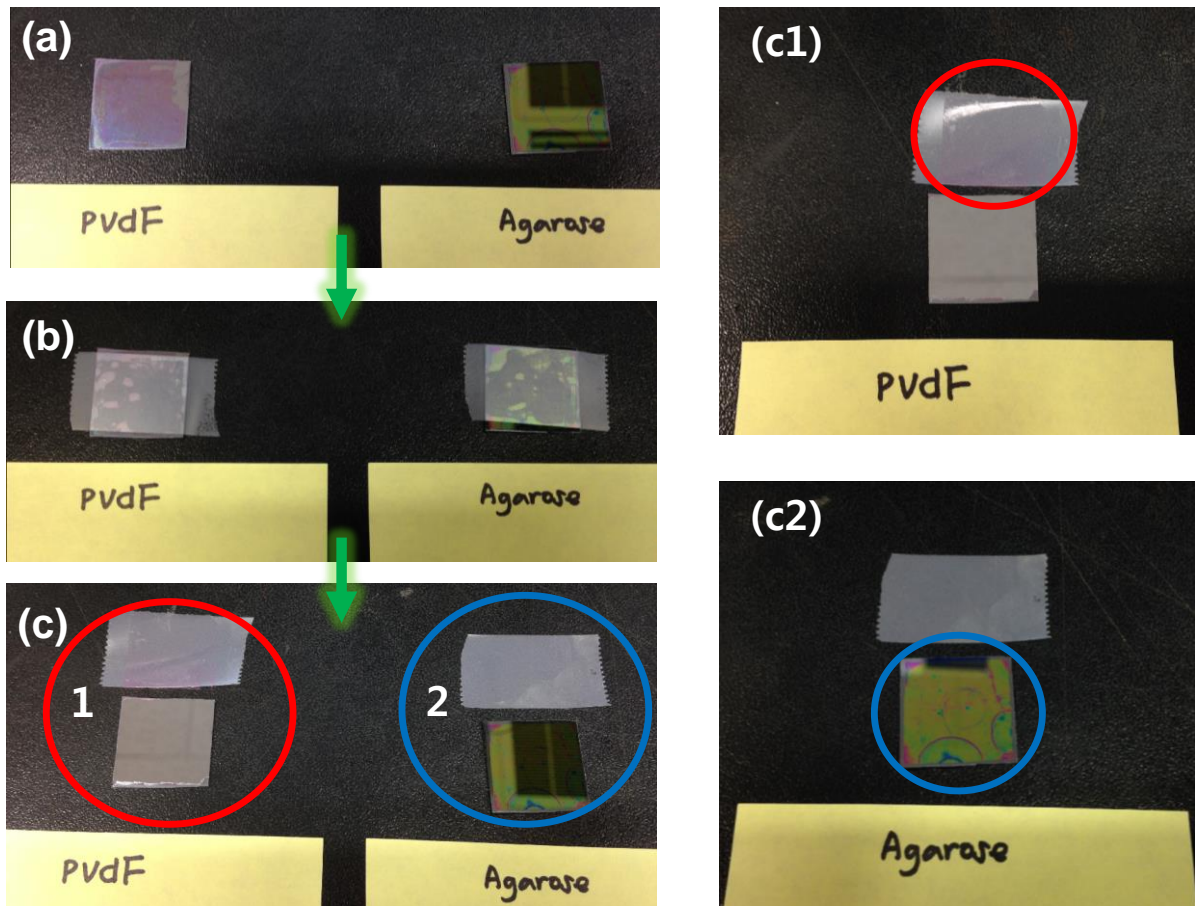 (a)
PVdF
Agarose
(b)
PVdF
Agarose
(c)
1
2
PVdF
Agarose
(c1)
PVdF
(c2)
Agarose